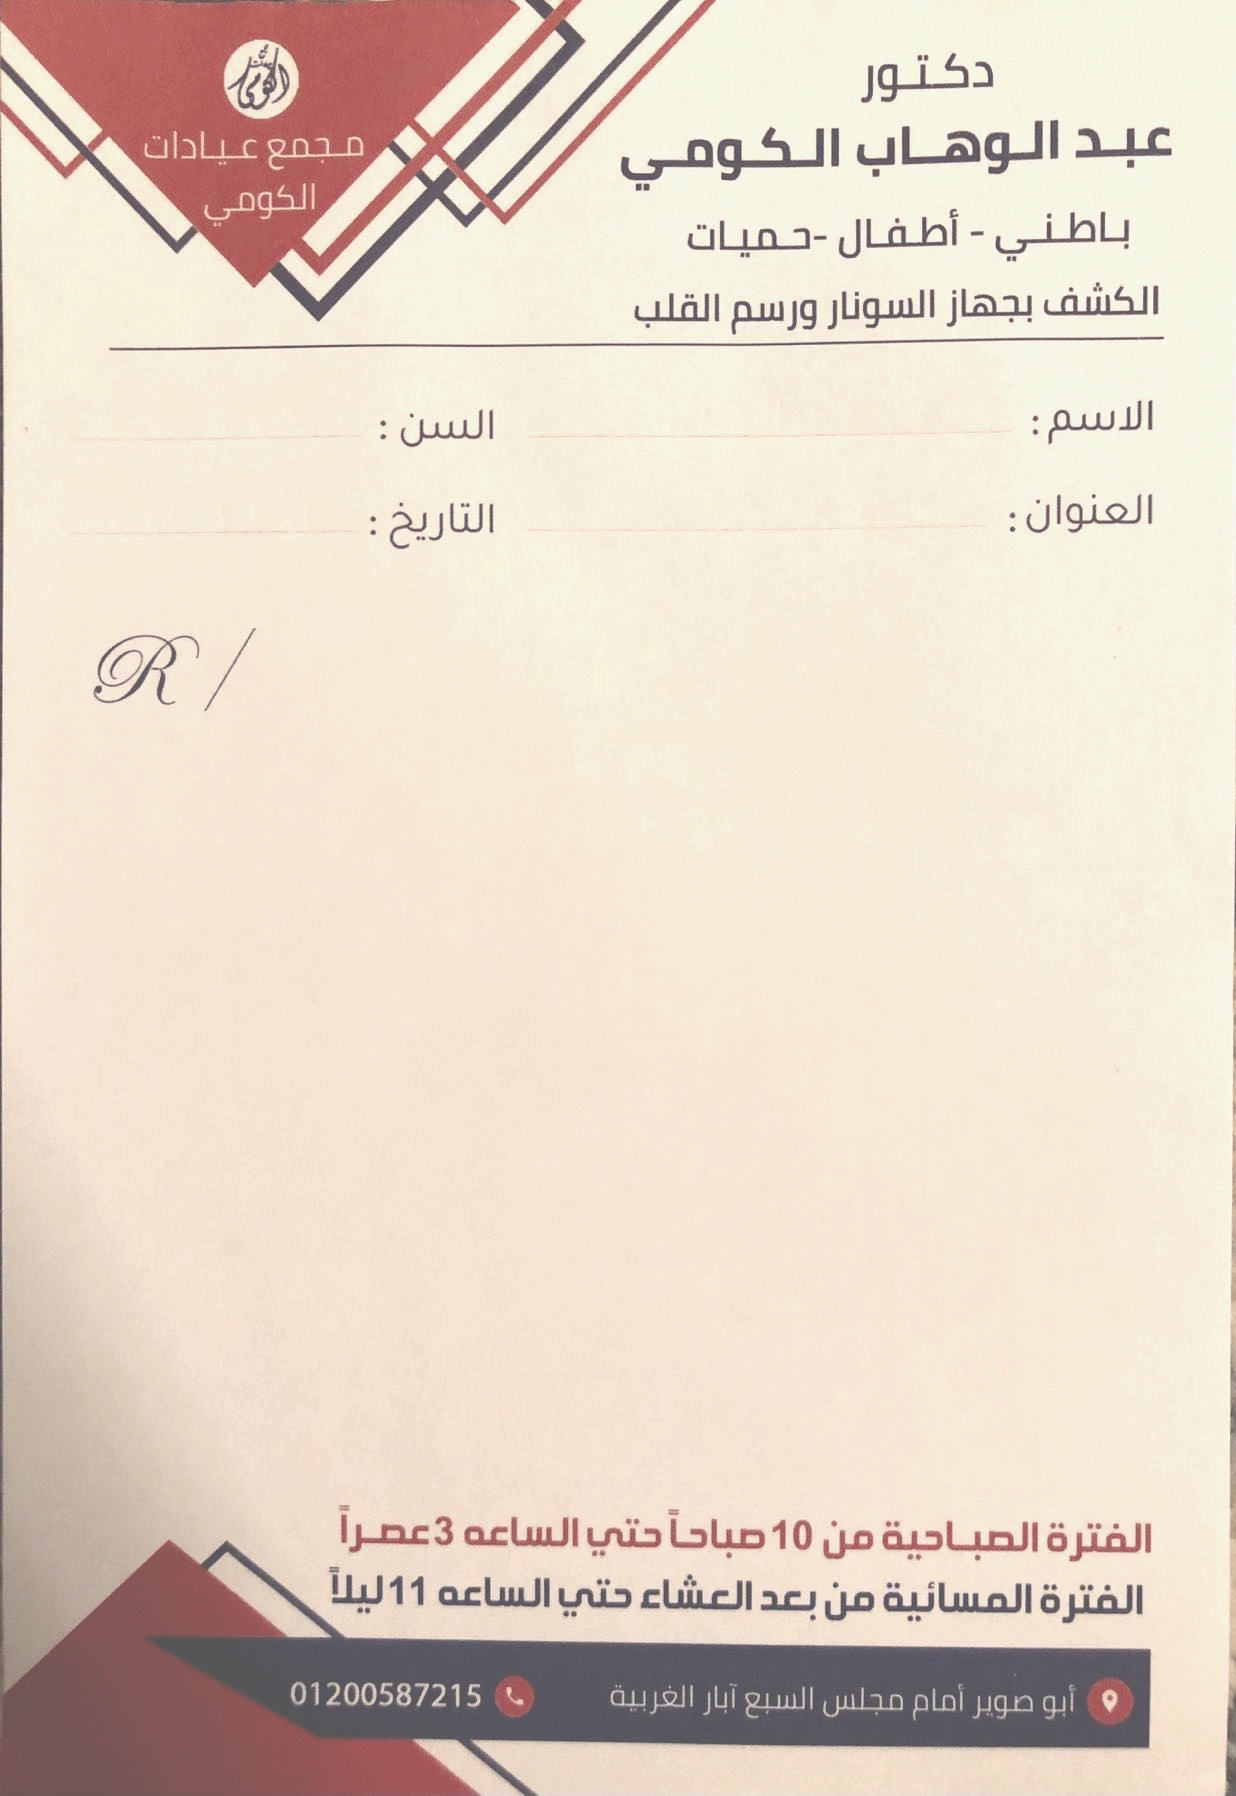 الكومي
مجمع عيادات
الكومي
دكتور
عبد الوهاب الكومي
باطني - أطفال - حميات
الكشف بجهاز السونار ورسم القلب
الاسم :
السن :
العنوان :
التاريخ :
R /
الفترة الصباحية من 10 صباحاً حتي الساعه 3 عصراً
الفترة المسائية من بعد العشاء حتي الساعه 11 ليلاً
أبو صوير أمام مجلس السبع آبار الغربية
01200587215